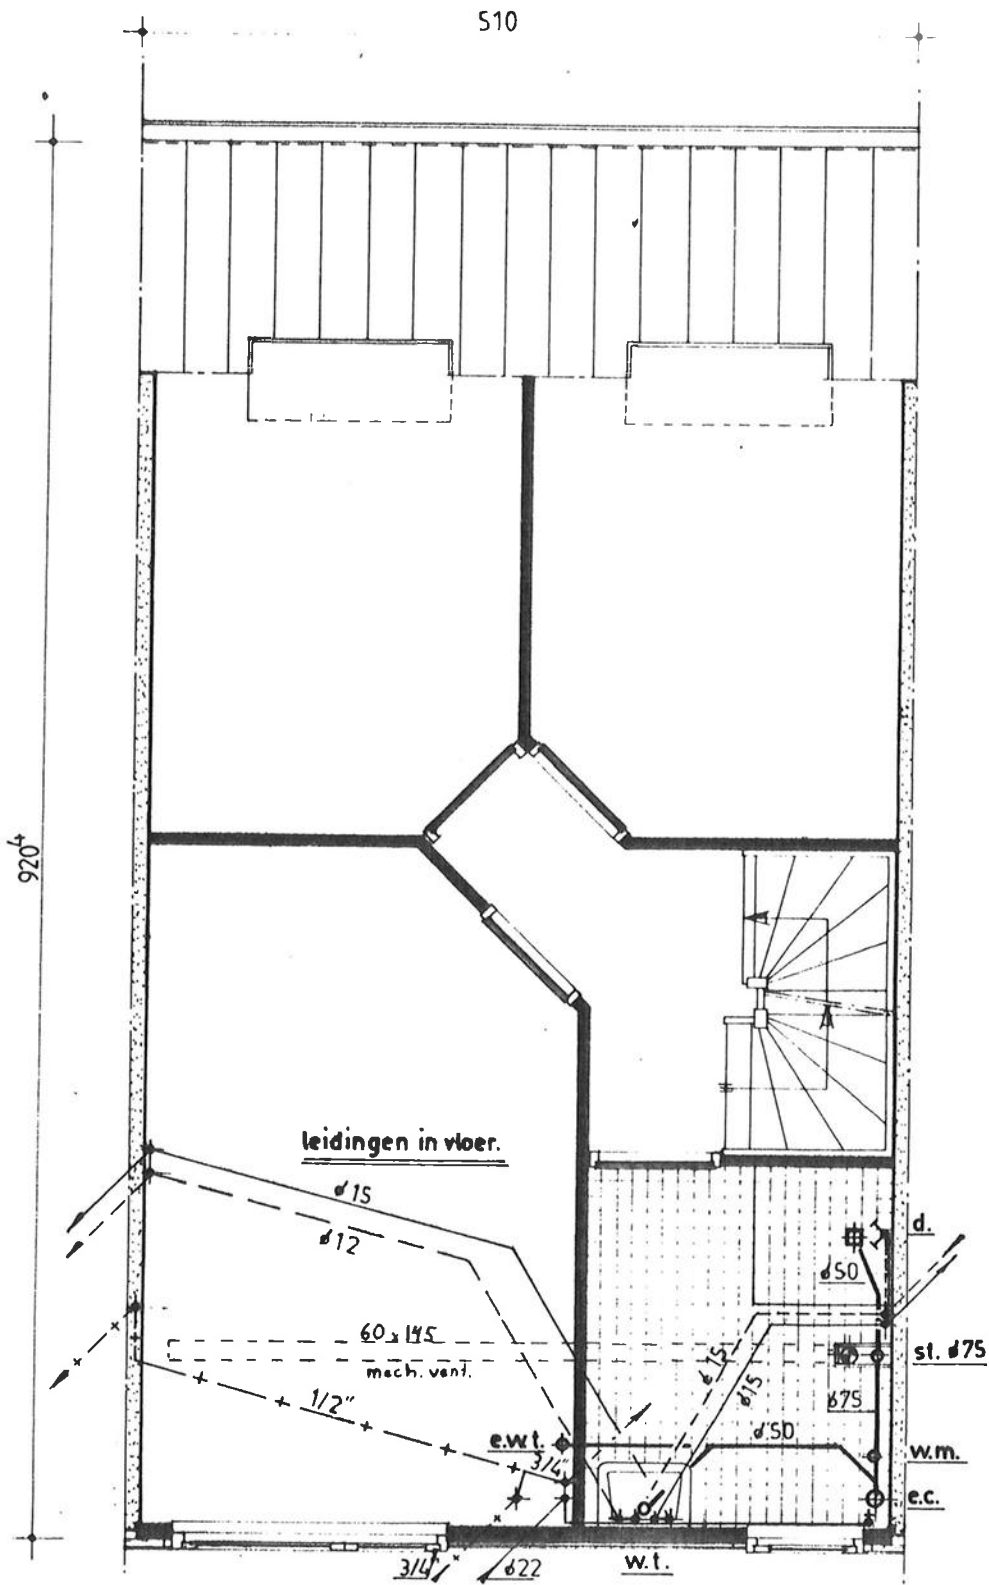 510
920⁴
leidingen in vloer.
ø15
ø12
d.
ø50
60 x 145
mech. vent.
st. ø75
ø15
ø15
ø75
1/2"
ø50
e.w.t.
3/4"
w.m.
e.c.
3/4"
ø22
w.t.